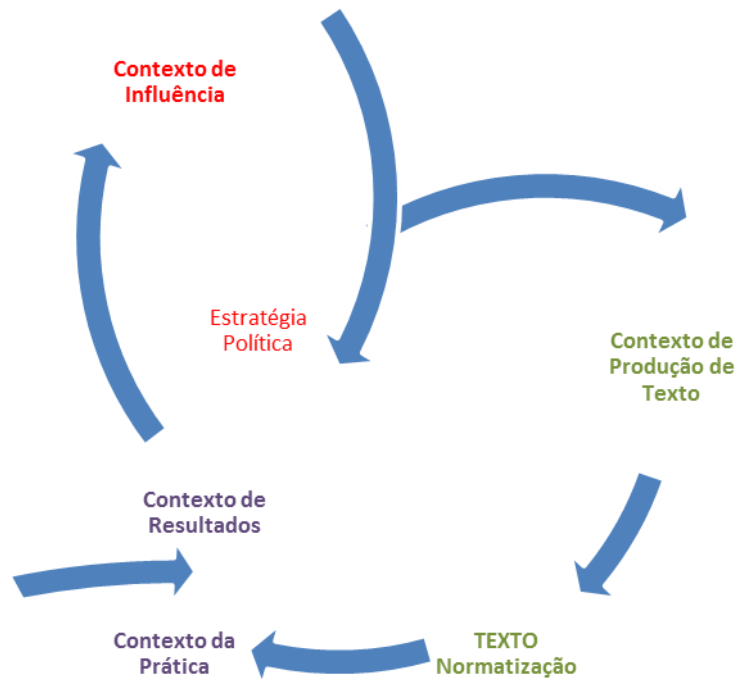 Contexto de
Influência
Estratégia
Política
Contexto de
Produção de
Texto
Contexto de
Resultados
Contexto da
Prática
TEXTO
Normatização